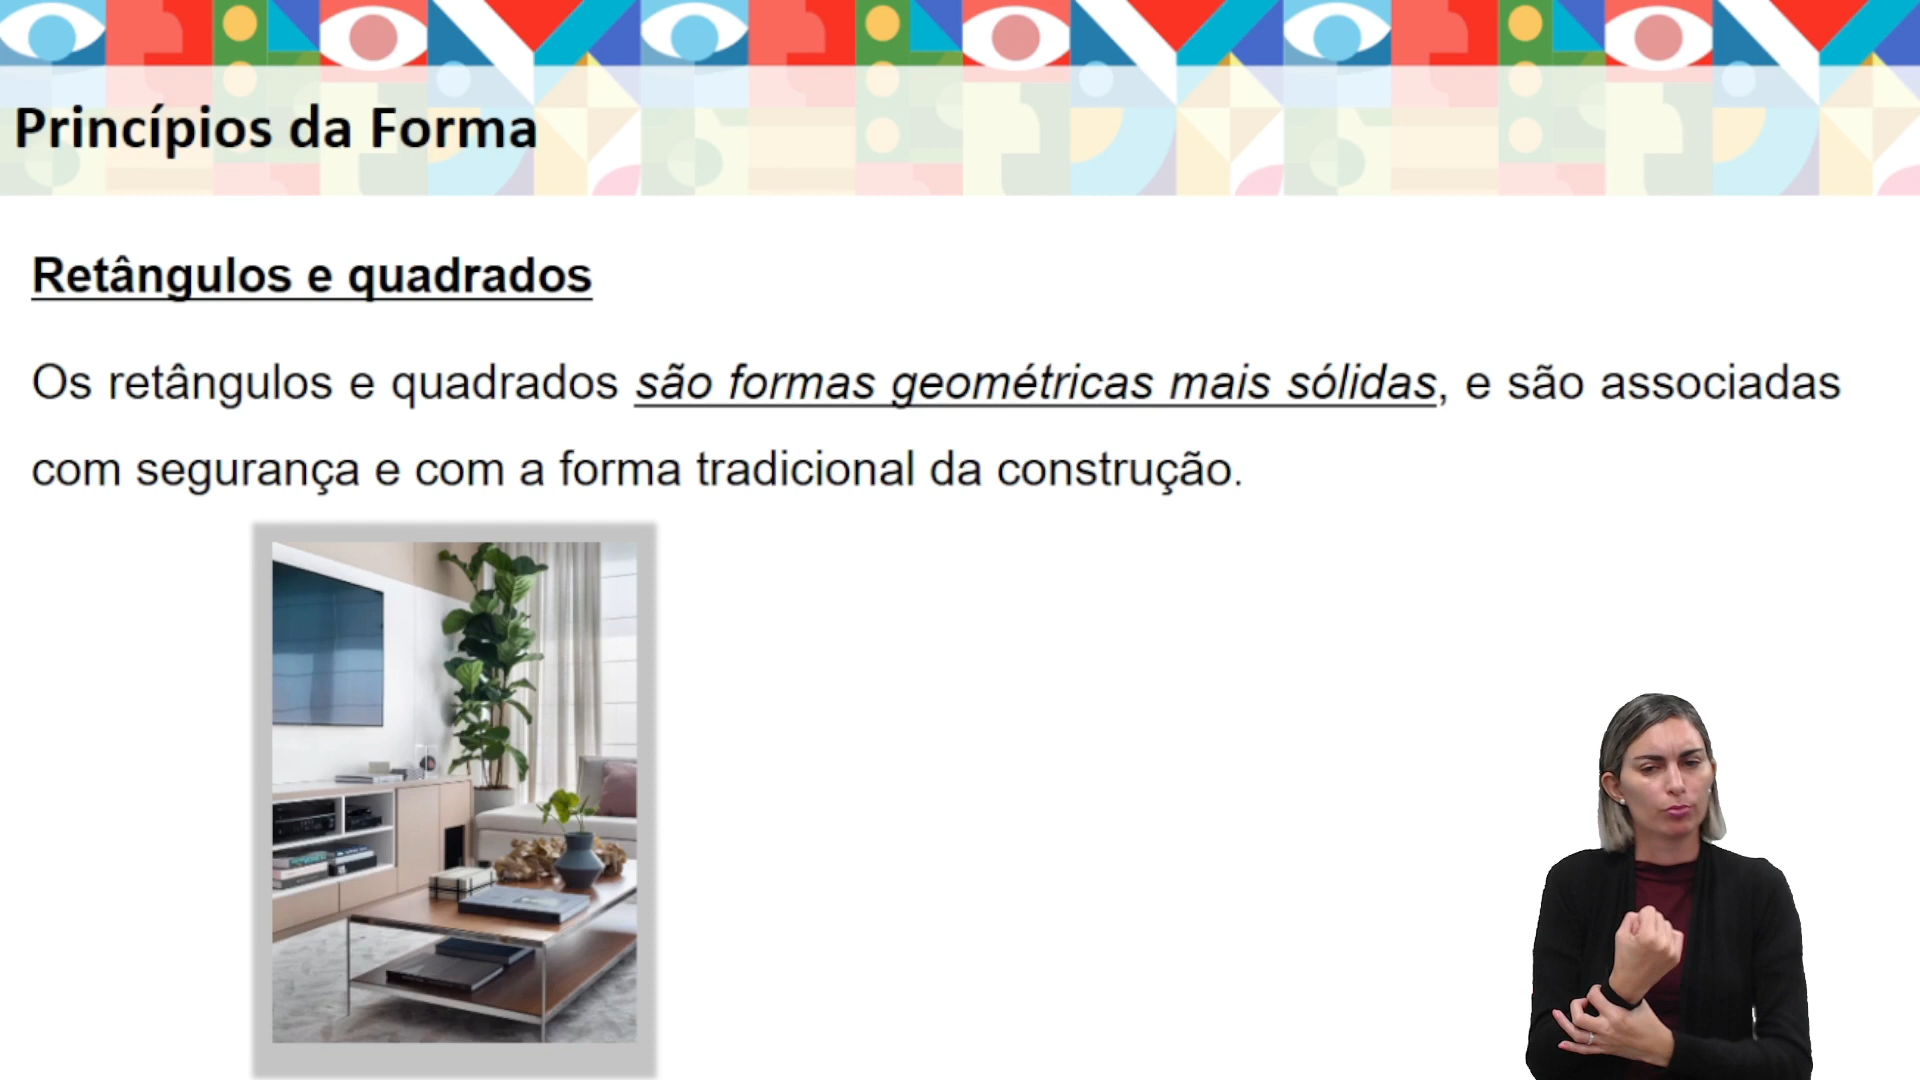 Princípios da Forma
Retângulos e quadrados
Os retângulos e quadrados são formas geométricas mais sólidas, e são associadas
com segurança e com a forma tradicional da construção.